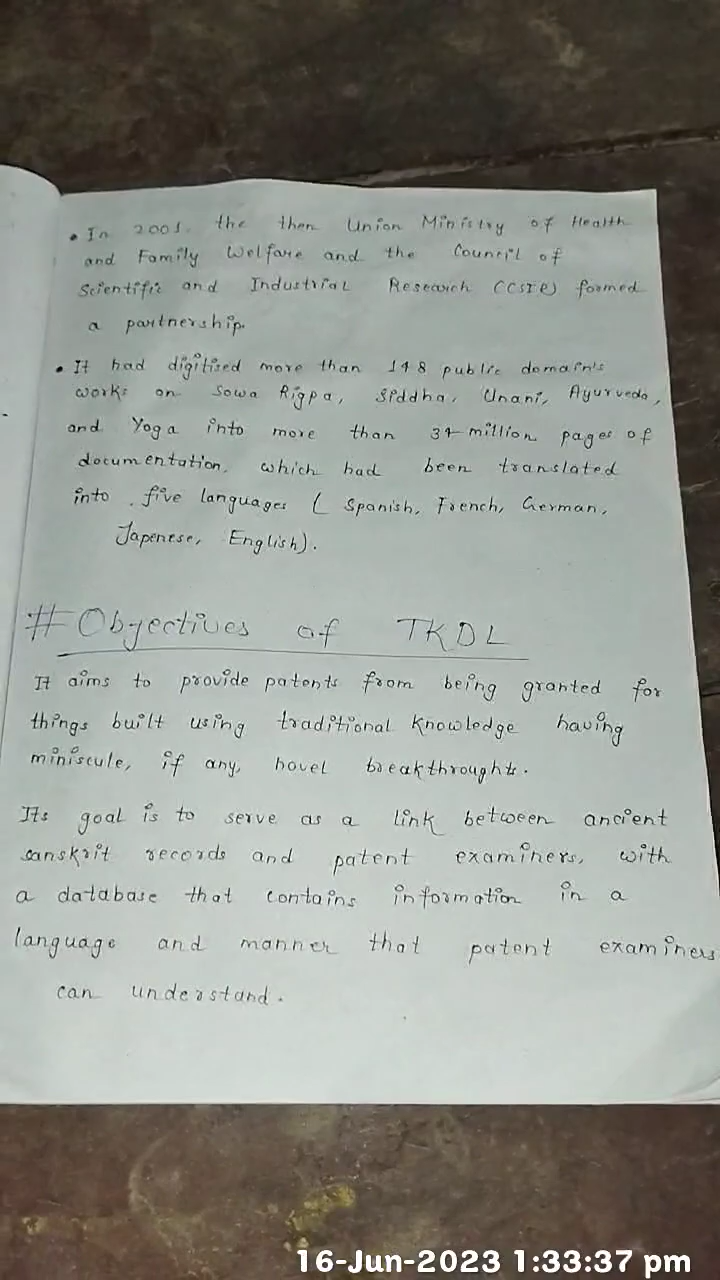 • In 2001. the then Union Ministry of Health
and Family Welfare and the Council of
Scientific and Industrial Research (CSIR) formed
a partnership.
• It had digitised more than 148 public domain's
works on Sowa Rigpa, Siddha, Unani, Ayurveda,
and Yoga into more than 34 million pages of
documentation, which had been translated
into five languages ( Spanish, French, German,
Japenese, English).
# Objectives of TKDL
It aims to provide patents from being granted for
things built using traditional knowledge having
miniscule, if any, novel breakthroughts.
Its goal is to serve as a link between ancient
sanskrit records and patent examiners, with
a database that contains information in a
language and manner that patent examiners
can understand.
16-Jun-2023 1:33:37 pm